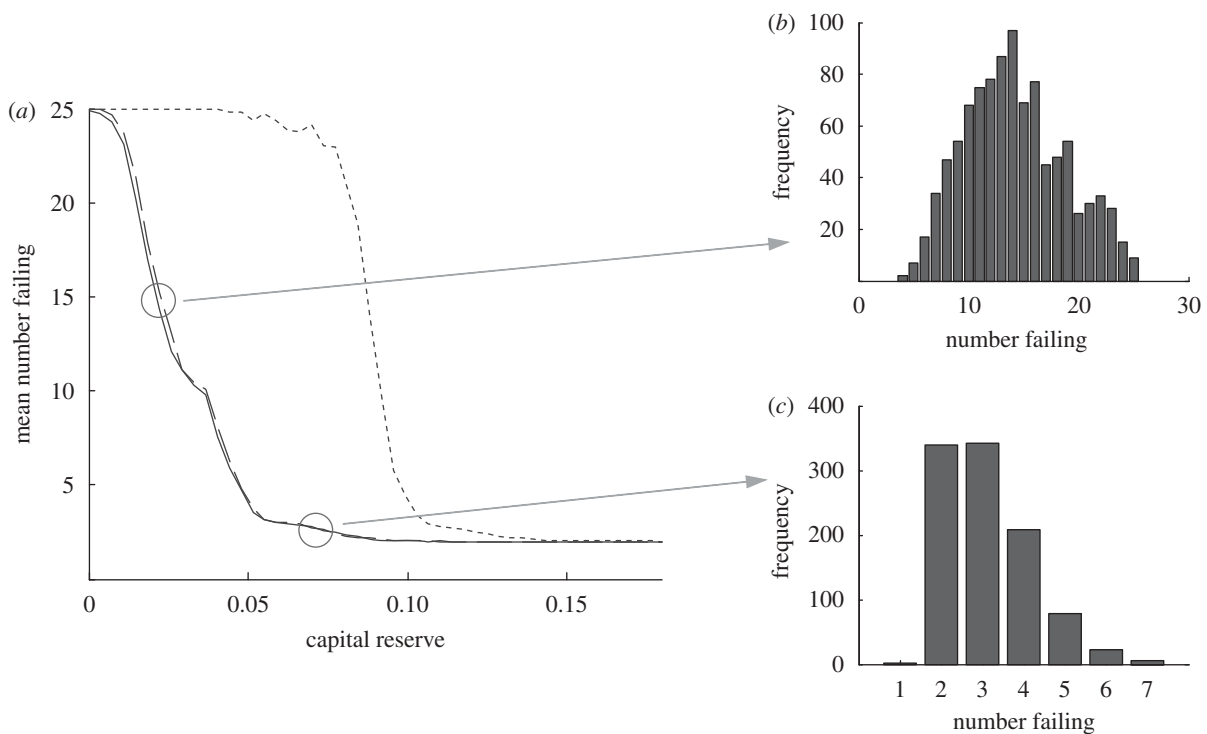 (a)
25
20
15
10
5
mean number failing
0 0.05 0.10 0.15
capital reserve
(b)
100
80
60
40
20
frequency
0 10 20 30
number failing
(c)
400
300
200
100
0
frequency
1 2 3 4 5 6 7
number failing